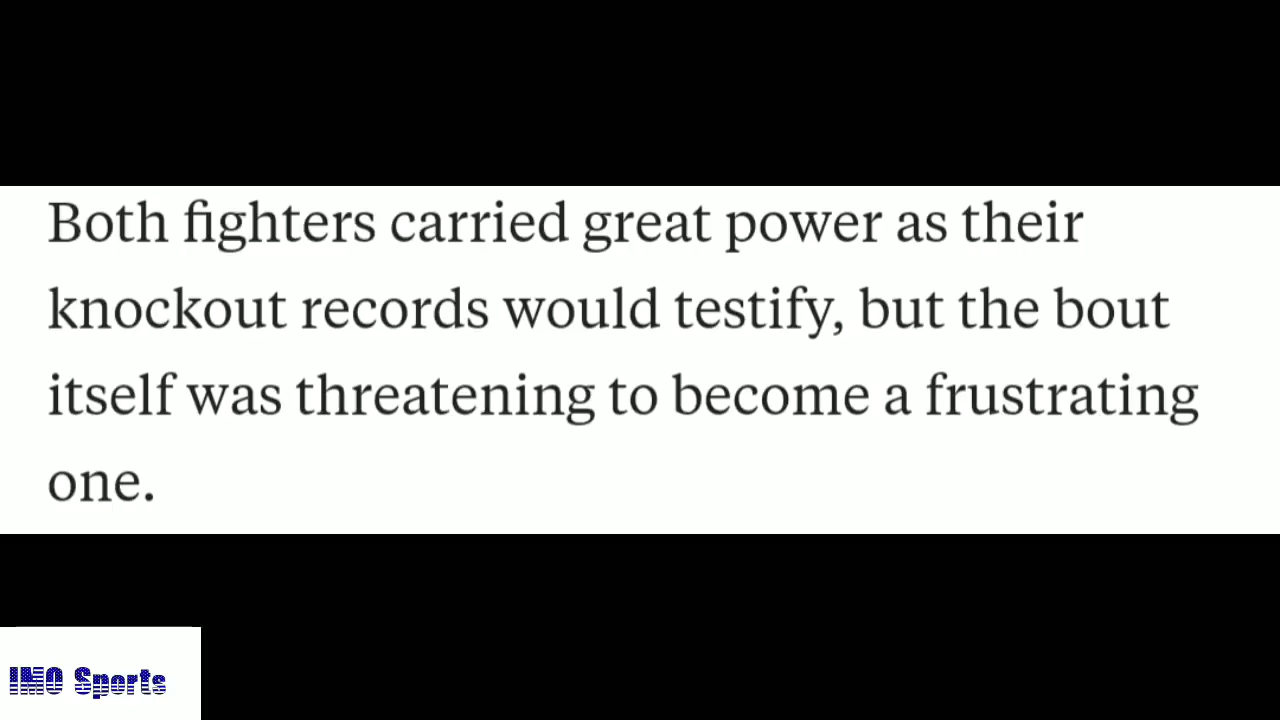 Both fighters carried great power as their
knockout records would testify, but the bout
itself was threatening to become a frustrating
one.
IMO Sports